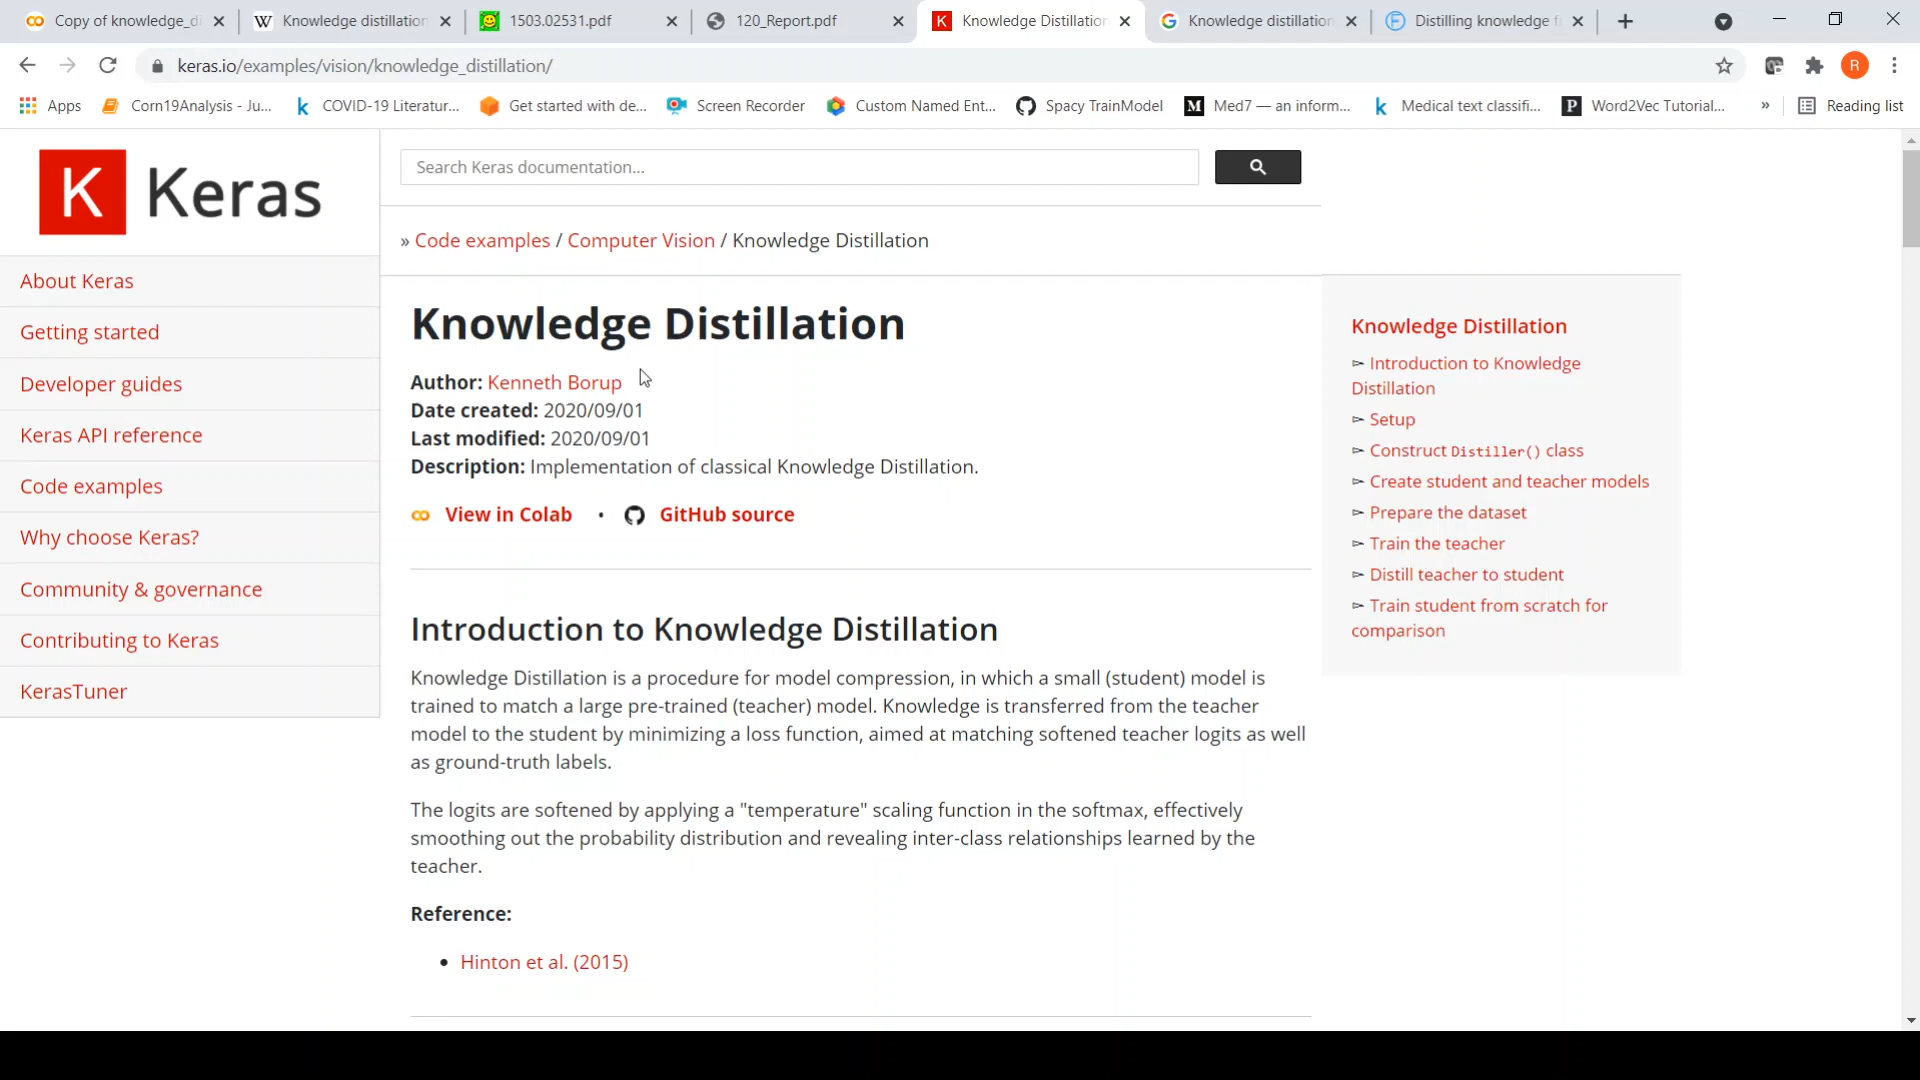 Copy of knowledge_di
Knowledge distillation
1503.02531.pdf
120_Report.pdf
Knowledge Distillation
Knowledge distillation
Distilling knowledge f
keras.io/examples/vision/knowledge_distillation/
R
Apps
Corn19Analysis - Ju...
COVID-19 Literatur...
Get started with de...
Screen Recorder
Custom Named Ent...
Spacy TrainModel
Med7 — an inform...
Medical text classifi...
Word2Vec Tutorial...
»
Reading list
K Keras
Search Keras documentation...
» Code examples / Computer Vision / Knowledge Distillation
About Keras
Getting started
Developer guides
Keras API reference
Code examples
Why choose Keras?
Community & governance
Contributing to Keras
KerasTuner
Knowledge Distillation
Author: Kenneth Borup
Date created: 2020/09/01
Last modified: 2020/09/01
Description: Implementation of classical Knowledge Distillation.
View in Colab • GitHub source
Introduction to Knowledge Distillation
Knowledge Distillation is a procedure for model compression, in which a small (student) model is
trained to match a large pre-trained (teacher) model. Knowledge is transferred from the teacher
model to the student by minimizing a loss function, aimed at matching softened teacher logits as well
as ground-truth labels.
The logits are softened by applying a "temperature" scaling function in the softmax, effectively
smoothing out the probability distribution and revealing inter-class relationships learned by the
teacher.
Reference:
• Hinton et al. (2015)
Knowledge Distillation
► Introduction to Knowledge
Distillation
► Setup
► Construct Distiller() class
► Create student and teacher models
► Prepare the dataset
► Train the teacher
► Distill teacher to student
► Train student from scratch for
comparison